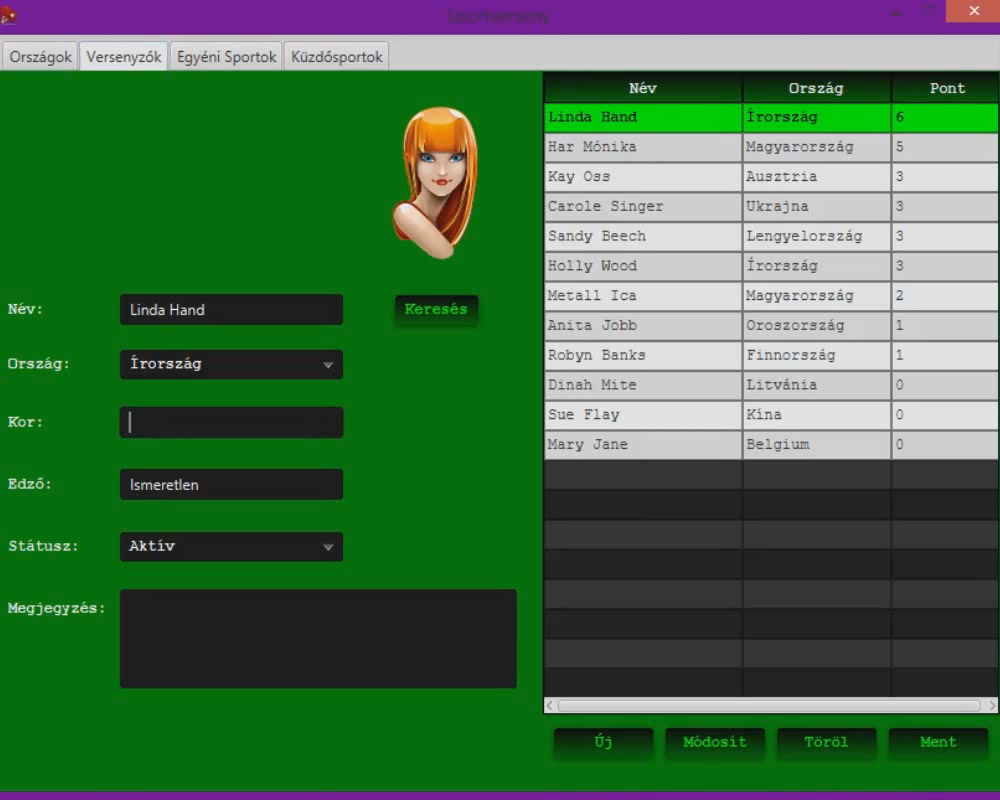 Sportverseny
Országok Versenyzők Egyéni Sportok Küzdősportok
Név Ország Pont
Linda Hand Írország 6
Har Mónika Magyarország 5
Kay Oss Ausztria 3
Carole Singer Ukrajna 3
Sandy Beech Lengyelország 3
Holly Wood Írország 3
Metall Ica Magyarország 2
Anita Jobb Oroszország 1
Robyn Banks Finnország 1
Dinah Mite Litvánia 0
Sue Flay Kína 0
Mary Jane Belgium 0
Név: Linda Hand Keresés
Ország: Írország
Kor:
Edző: Ismeretlen
Státusz: Aktív
Megjegyzés:
Új Módosít Töröl Ment